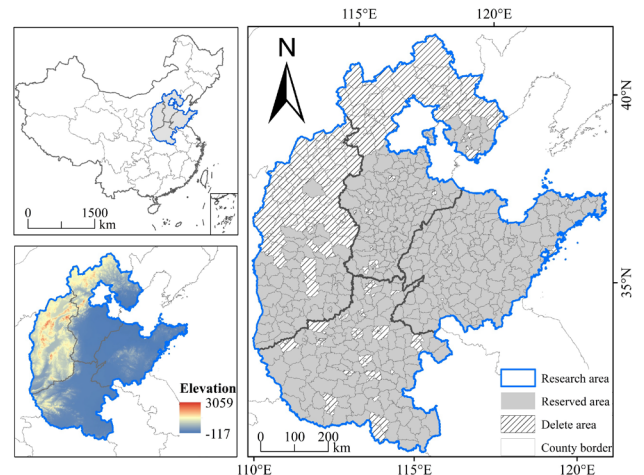 115°E 120°E
N
40°N
0 1500
km
35°N
Elevation
3059
-117
Research area
Reserved area
Delete area
County border
0 100 200
km
110°E 115°E 120°E